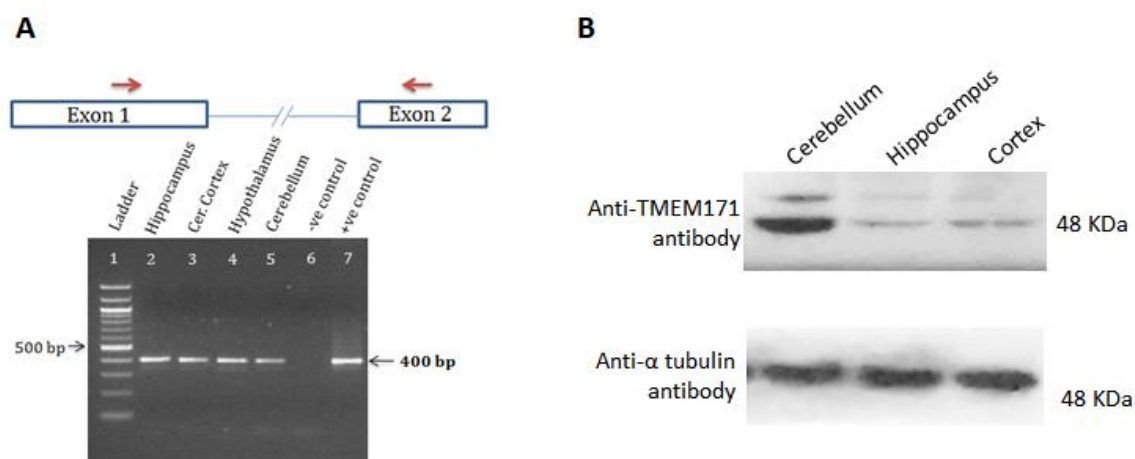 A
Exon 1
Exon 2
Ladder
Hippocampus
Cer. Cortex
Hypothalamus
Cerebellum
-ve control
+ve control
1 2 3 4 5 6 7
500 bp
400 bp
B
Cerebellum
Hippocampus
Cortex
Anti-TMEM171
antibody
48 KDa
Anti-α tubulin
antibody
48 KDa